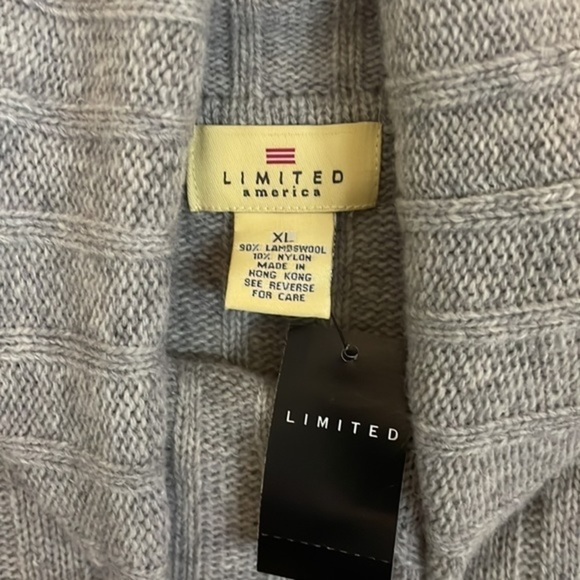 LIMITED
america
XL
90% LAMBSWOOL
10% NYLON
MADE IN
HONG KONG
SEE REVERSE
FOR CARE
LIMITED